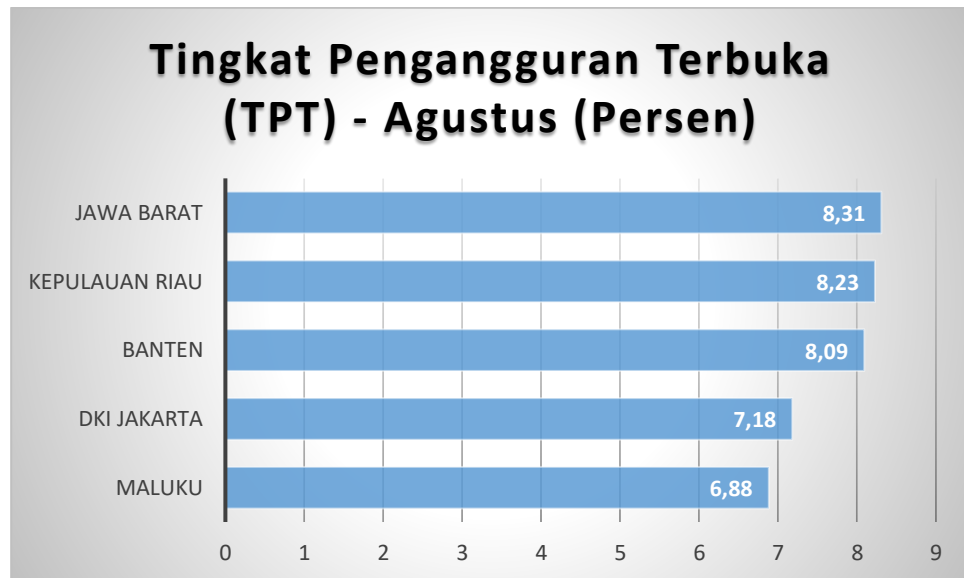 Tingkat Pengangguran Terbuka
(TPT) - Agustus (Persen)
JAWA BARAT 8,31
KEPULAUAN RIAU 8,23
BANTEN 8,09
DKI JAKARTA 7,18
MALUKU 6,88
0 1 2 3 4 5 6 7 8 9